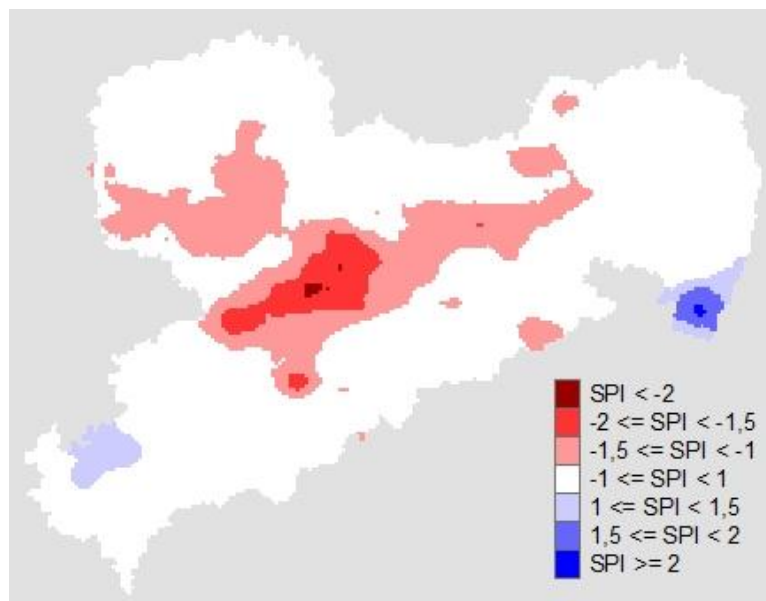 SPI < -2
-2 <= SPI < -1,5
-1,5 <= SPI < -1
-1 <= SPI < 1
1 <= SPI < 1,5
1,5 <= SPI < 2
SPI >= 2